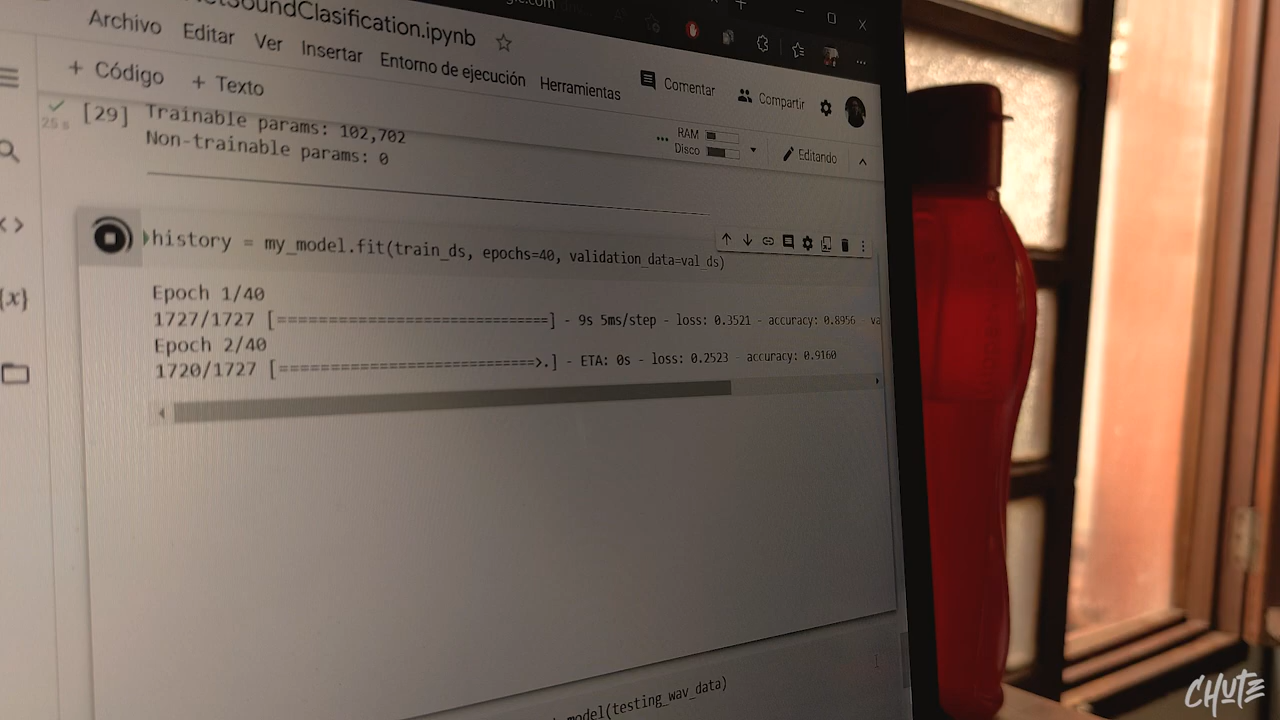 SoundClasification.ipynb
Archivo Editar Ver Insertar Entorno de ejecución Herramientas
Comentar
Compartir
+ Código + Texto
RAM
Disco
Editando
25 s
[29] Trainable params: 102,702
Non-trainable params: 0
history = my_model.fit(train_ds, epochs=40, validation_data=val_ds)
{x}
Epoch 1/40
1727/1727 [==============================] - 9s 5ms/step - loss: 0.3521 - accuracy: 0.8956 - va
Epoch 2/40
1720/1727 [============================>.] - ETA: 0s - loss: 0.2523 - accuracy: 0.9160
model(testing_wav_data)
CHUTE